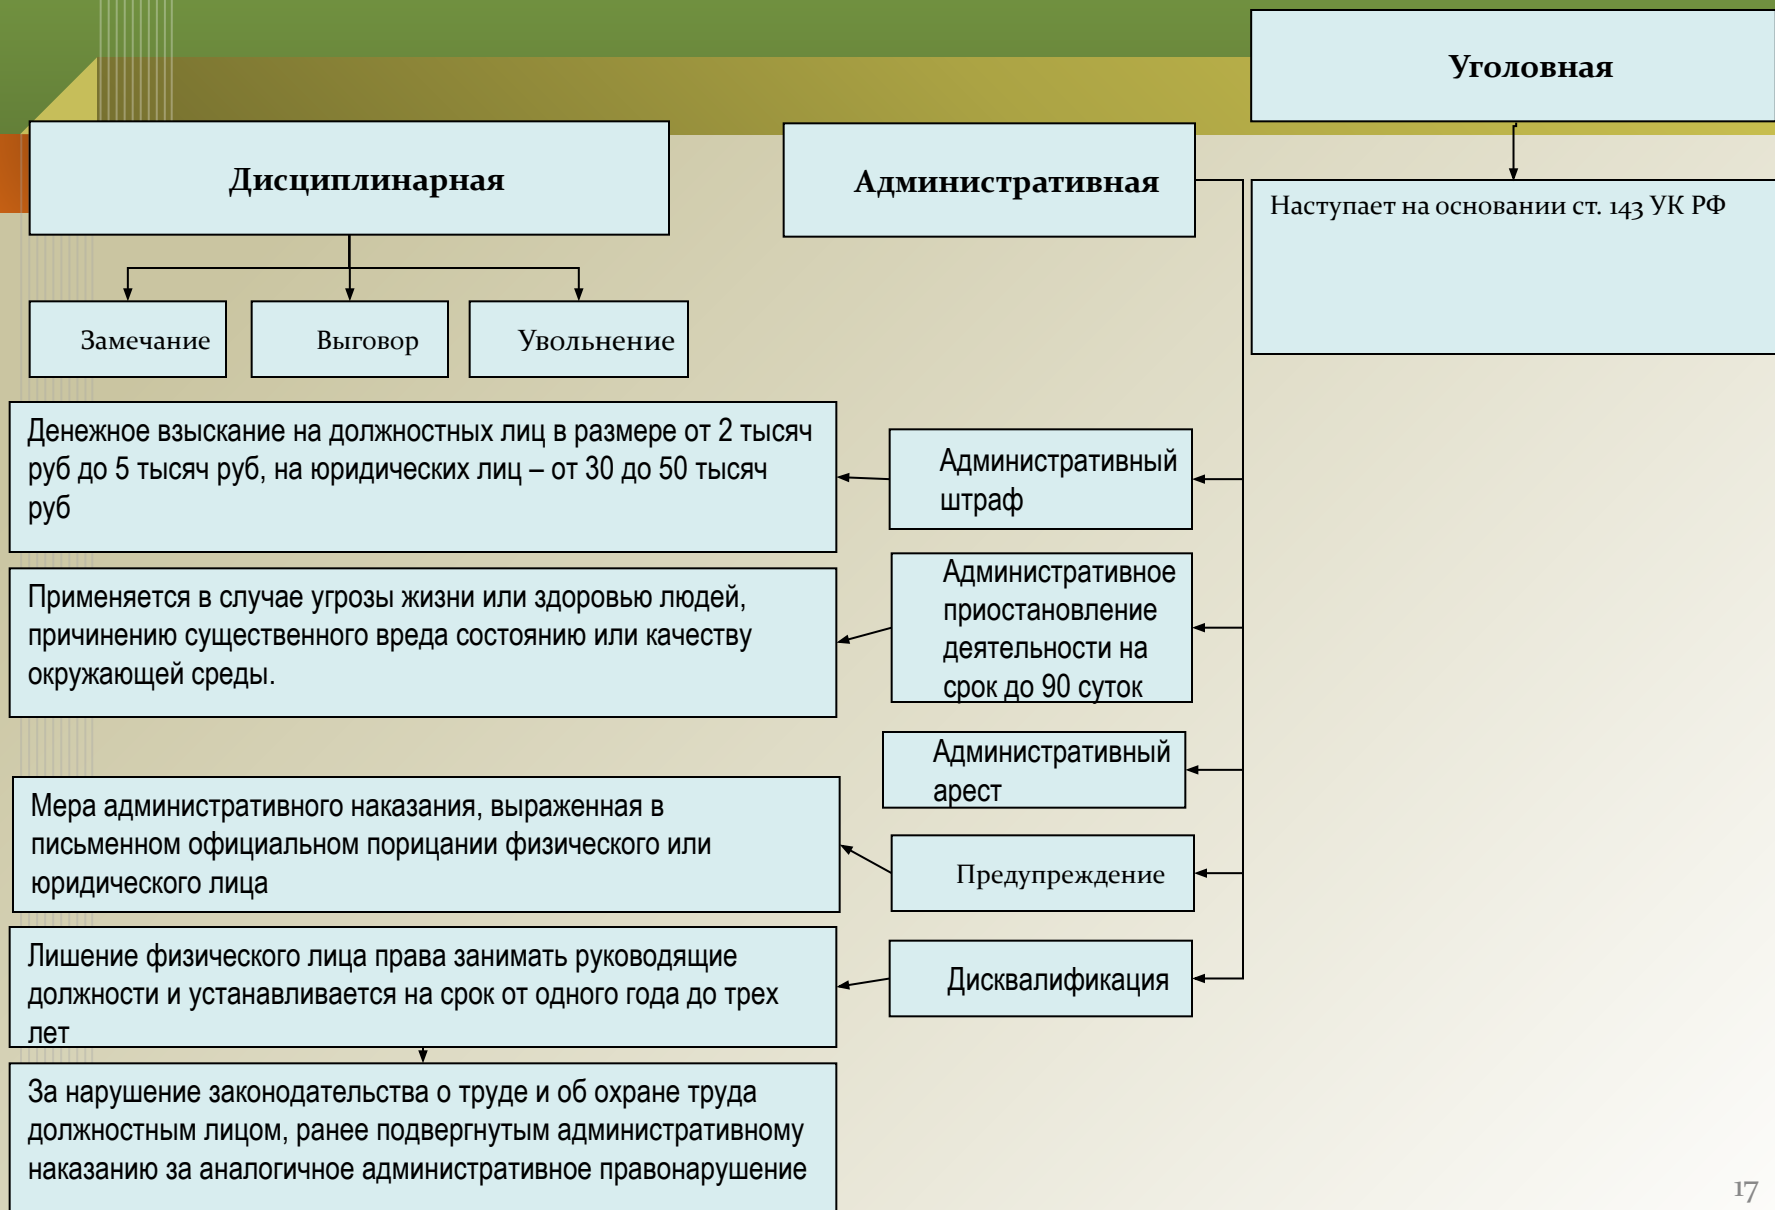 Уголовная
Дисциплинарная
Административная
Наступает на основании ст. 143 УК РФ
Замечание
Выговор
Увольнение
Денежное взыскание на должностных лиц в размере от 2 тысяч
руб до 5 тысяч руб, на юридических лиц – от 30 до 50 тысяч
руб
Административный
штраф
Применяется в случае угрозы жизни или здоровью людей,
причинению существенного вреда состоянию или качеству
окружающей среды.
Административное
приостановление
деятельности на
срок до 90 суток
Административный
арест
Мера административного наказания, выраженная в
письменном официальном порицании физического или
юридического лица
Предупреждение
Лишение физического лица права занимать руководящие
должности и устанавливается на срок от одного года до трех
лет
Дисквалификация
За нарушение законодательства о труде и об охране труда
должностным лицом, ранее подвергнутым административному
наказанию за аналогичное административное правонарушение
17